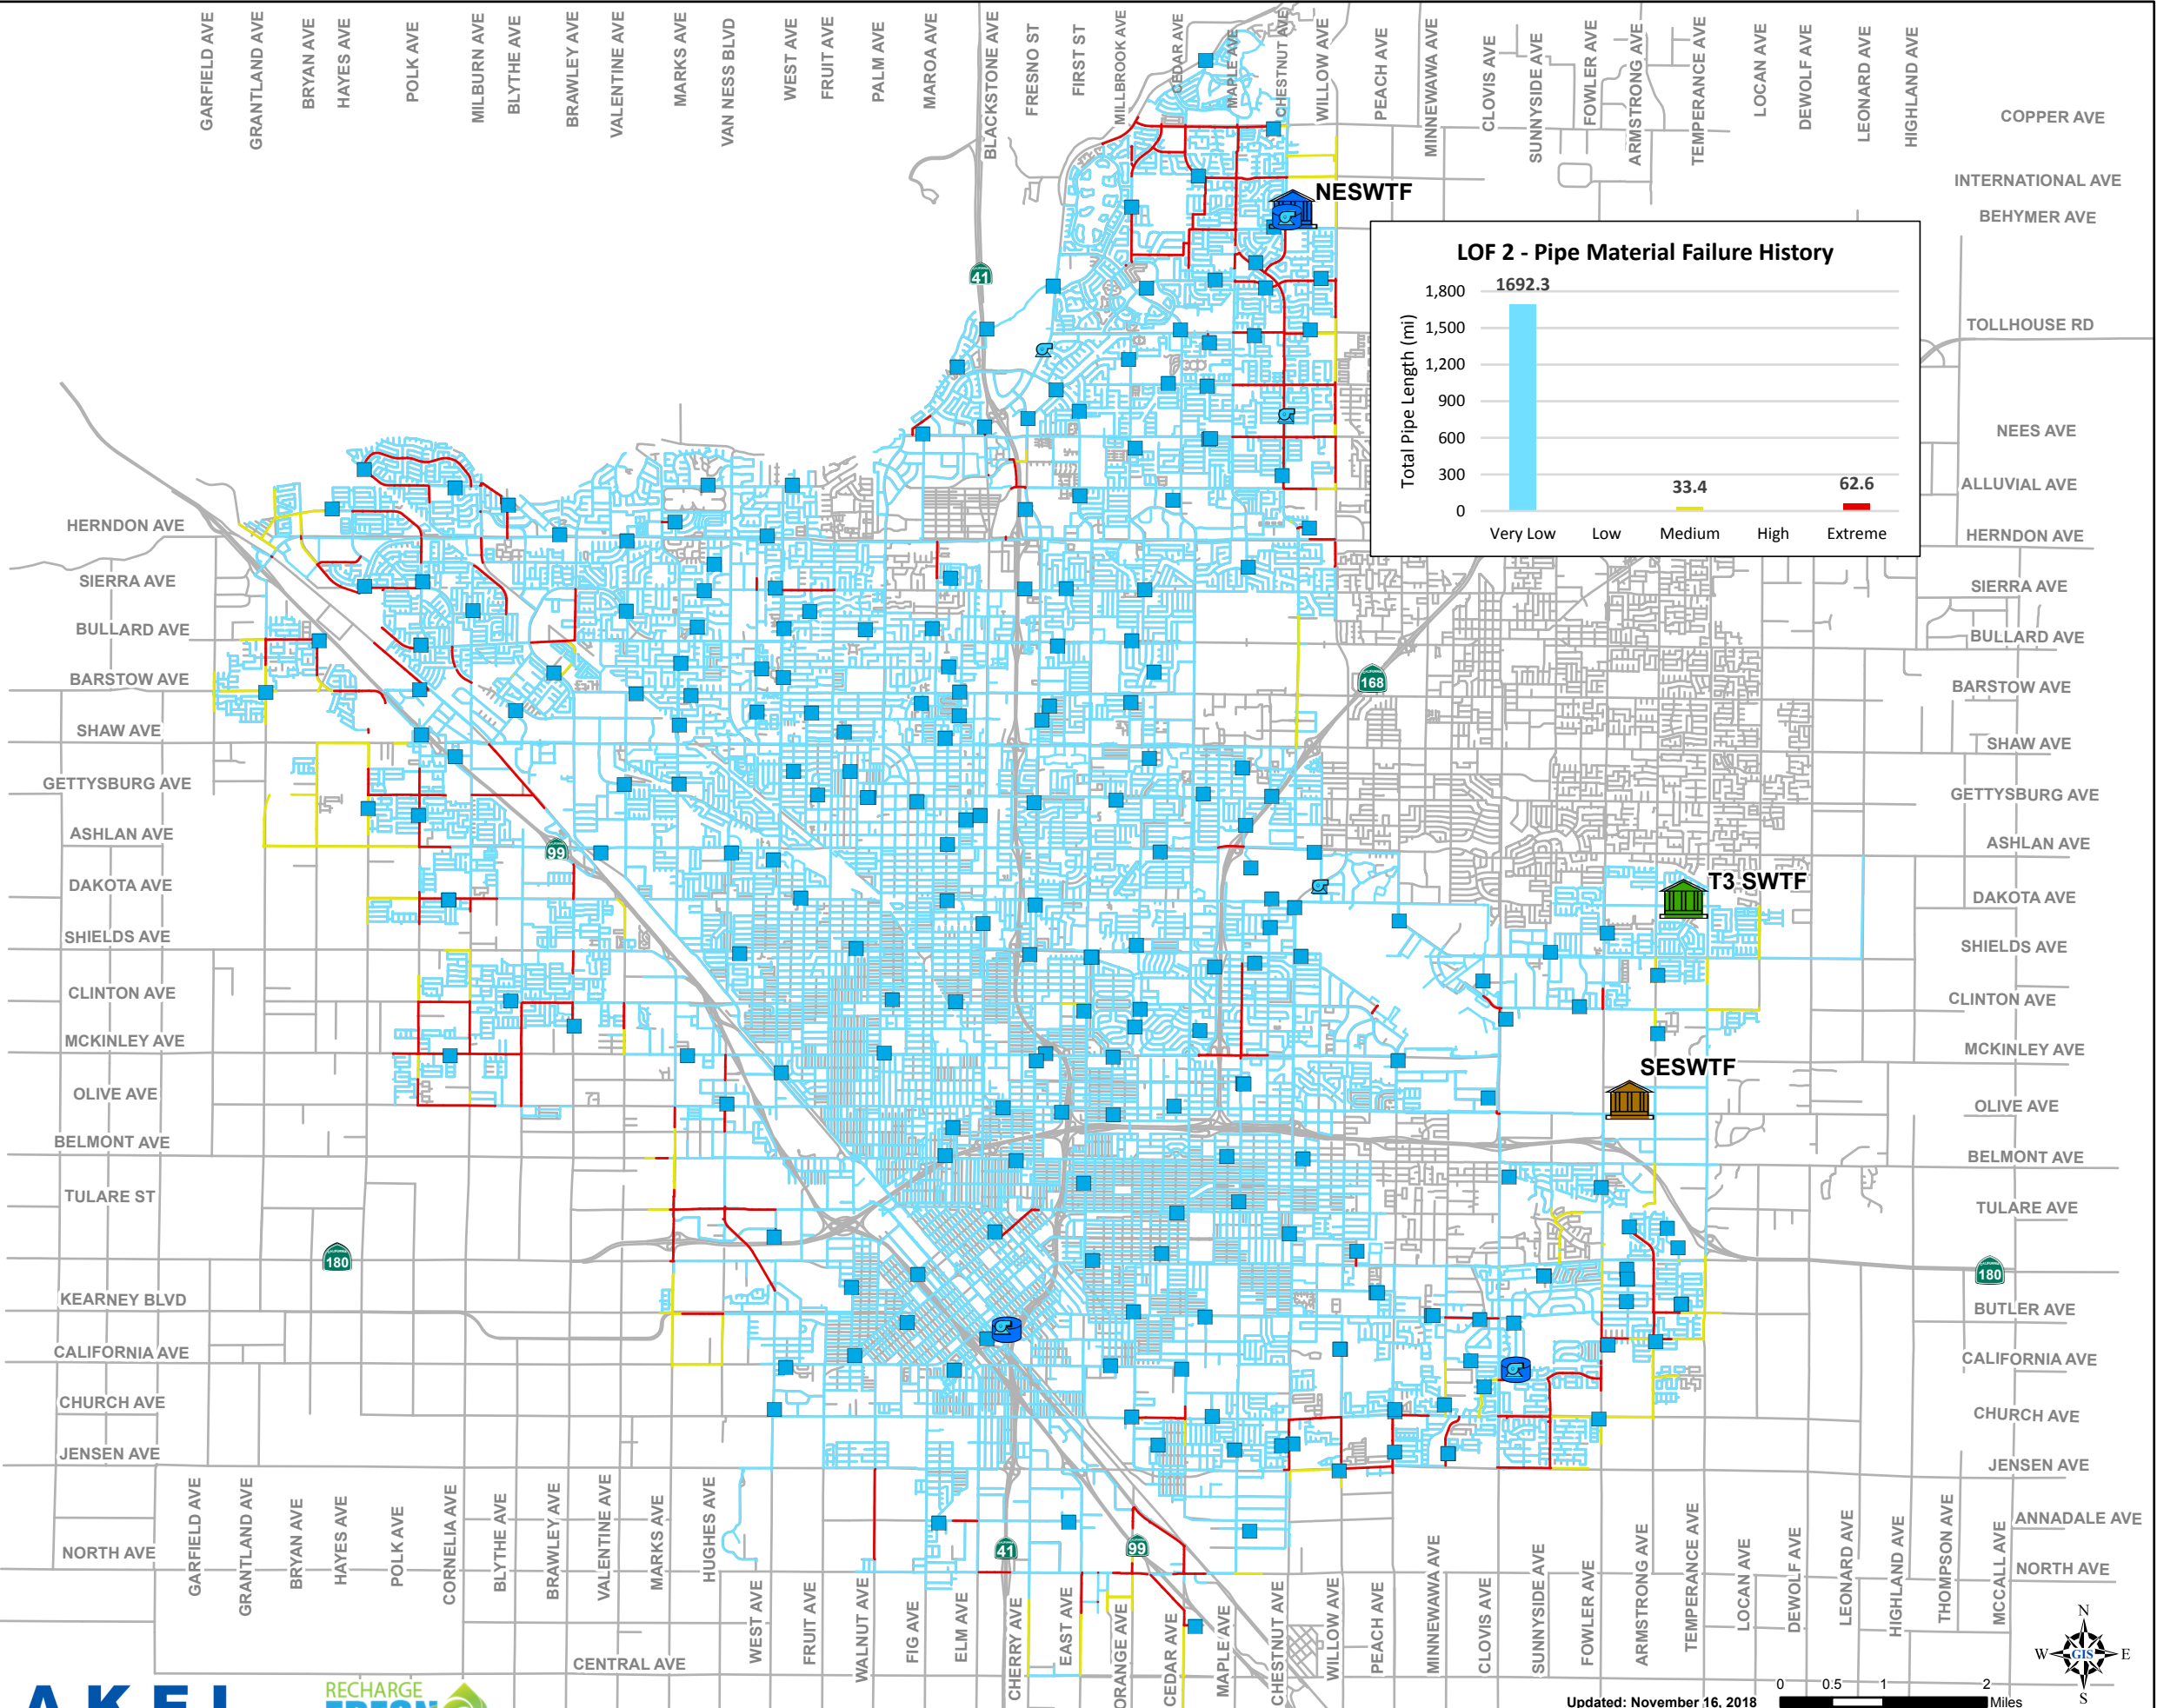 GARFIELD AVE
GRANTLAND AVE
BRYAN AVE
HAYES AVE
POLK AVE
MILBURN AVE
BLYTHE AVE
BRAWLEY AVE
VALENTINE AVE
MARKS AVE
VAN NESS BLVD
WEST AVE
FRUIT AVE
PALM AVE
MAROA AVE
BLACKSTONE AVE
FRESNO ST
FIRST ST
MILLBROOK AVE
CEDAR AVE
MAPLE AVE
CHESTNUT AVE
WILLOW AVE
PEACH AVE
MINNEWAWA AVE
CLOVIS AVE
SUNNYSIDE AVE
FOWLER AVE
ARMSTRONG AVE
TEMPERANCE AVE
LOCAN AVE
DEWOLF AVE
LEONARD AVE
HIGHLAND AVE
COPPER AVE
INTERNATIONAL AVE
BEHYMER AVE
TOLLHOUSE RD
NEES AVE
ALLUVIAL AVE
HERNDON AVE
SIERRA AVE
BULLARD AVE
BARSTOW AVE
SHAW AVE
GETTYSBURG AVE
ASHLAN AVE
DAKOTA AVE
SHIELDS AVE
CLINTON AVE
MCKINLEY AVE
OLIVE AVE
BELMONT AVE
TULARE AVE
BUTLER AVE
CALIFORNIA AVE
CHURCH AVE
JENSEN AVE
ANNADALE AVE
NORTH AVE
NESWTF
LOF 2 - Pipe Material Failure History
Total Pipe Length (mi)
1,800
1,500
1,200
900
600
300
0
1692.3
33.4
62.6
Very Low
Low
Medium
High
Extreme
41
168
99
T3 SWTF
SESWTF
180
180
41
99
HERNDON AVE
SIERRA AVE
BULLARD AVE
BARSTOW AVE
SHAW AVE
GETTYSBURG AVE
ASHLAN AVE
DAKOTA AVE
SHIELDS AVE
CLINTON AVE
MCKINLEY AVE
OLIVE AVE
BELMONT AVE
TULARE ST
KEARNEY BLVD
CALIFORNIA AVE
CHURCH AVE
JENSEN AVE
NORTH AVE
CENTRAL AVE
GARFIELD AVE
GRANTLAND AVE
BRYAN AVE
HAYES AVE
POLK AVE
CORNELIA AVE
BLYTHE AVE
BRAWLEY AVE
VALENTINE AVE
MARKS AVE
HUGHES AVE
WEST AVE
FRUIT AVE
WALNUT AVE
FIG AVE
ELM AVE
CHERRY AVE
EAST AVE
ORANGE AVE
CEDAR AVE
MAPLE AVE
CHESTNUT AVE
WILLOW AVE
PEACH AVE
MINNEWAWA AVE
CLOVIS AVE
SUNNYSIDE AVE
FOWLER AVE
ARMSTRONG AVE
TEMPERANCE AVE
LOCAN AVE
DEWOLF AVE
LEONARD AVE
HIGHLAND AVE
THOMPSON AVE
MCCALL AVE
N
W GIS E
S
0 0.5 1 2
Miles
Updated: November 16, 2018
AKEL
RECHARGE